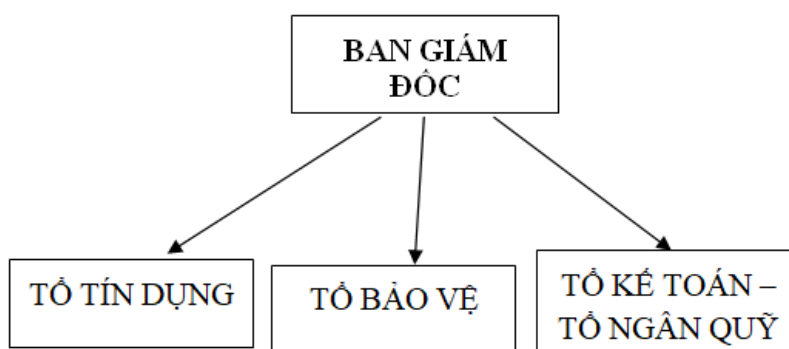 BAN GIÁM
ĐỐC
TỔ TÍN DỤNG
TỔ BẢO VỆ
TỔ KẾ TOÁN –
TỔ NGÂN QUỸ